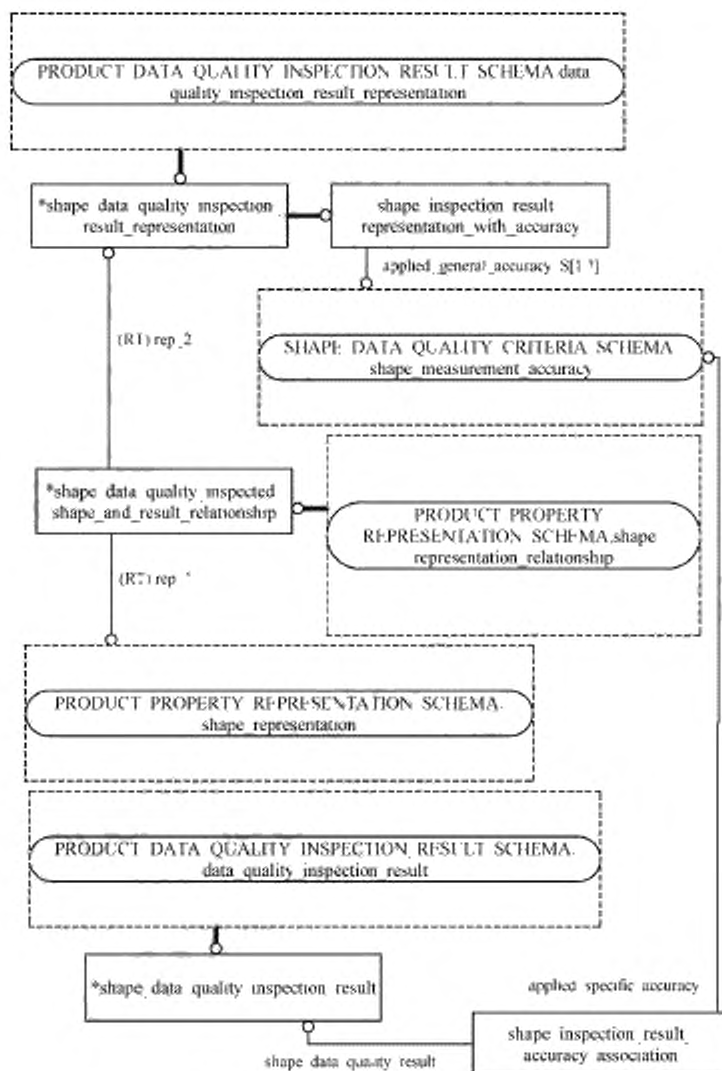 PRODUCT DATA QUALITY INSPECTION RESULT SCHEMA.data
quality_inspection_result_representation
*shape data quality inspection
result_representation
shape inspection result
representation_with_accuracy
applied_general_accuracy
(RT) rep_2
SHAPE DATA QUALITY CRITERIA SCHEMA
shape_measurement_accuracy
*shape data quality inspected
shape_and_result_relationship
PRODUCT PROPERTY
REPRESENTATION SCHEMA.shape
representation_relationship
(RT) rep
PRODUCT PROPERTY REPRESENTATION SCHEMA.
shape_representation
PRODUCT DATA QUALITY INSPECTION RESULT SCHEMA.
data_quality_inspection_result
*shape data quality inspection result
applied specific accuracy
shape inspection result
accuracy association
shape data quality result